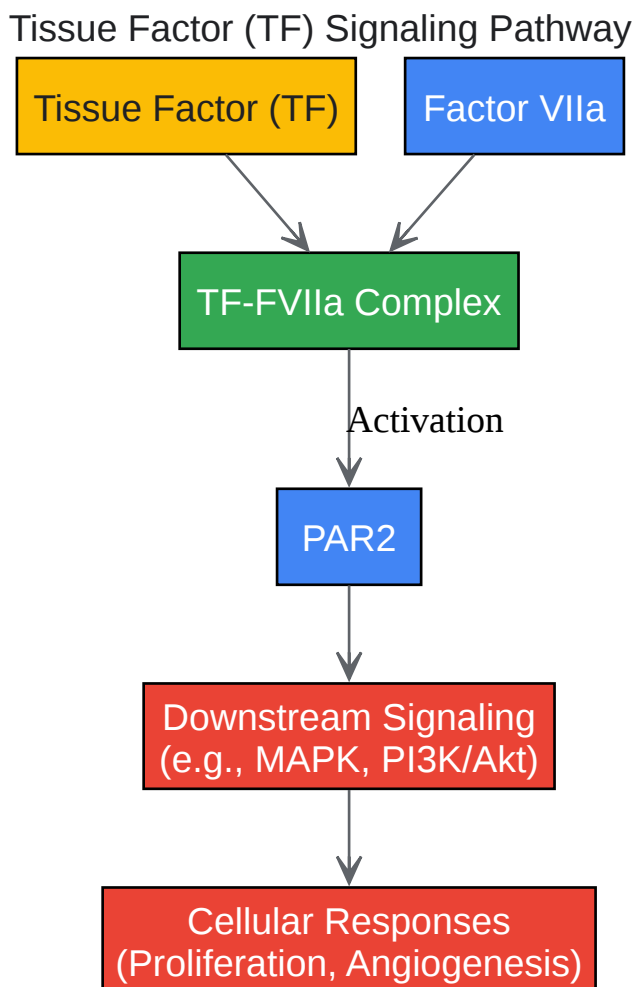 Tissue Factor (TF) Signaling Pathway
Tissue Factor (TF)
Factor VIIa
TF-FVIIa Complex
Activation
PAR2
Downstream Signaling
(e.g., MAPK, PI3K/Akt)
Cellular Responses
(Proliferation, Angiogenesis)